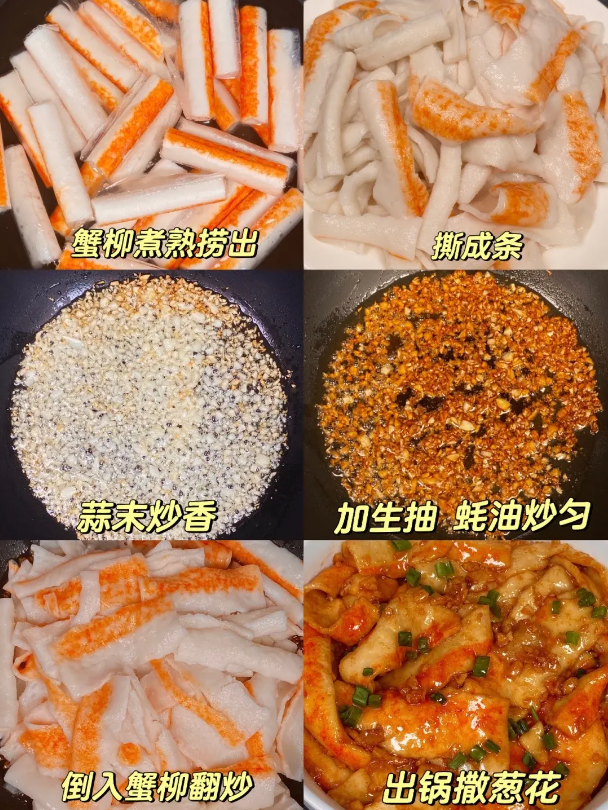 蟹柳煮熟捞出
撕成条
蒜末炒香
加生抽 蚝油炒匀
倒入蟹柳翻炒
出锅撒葱花